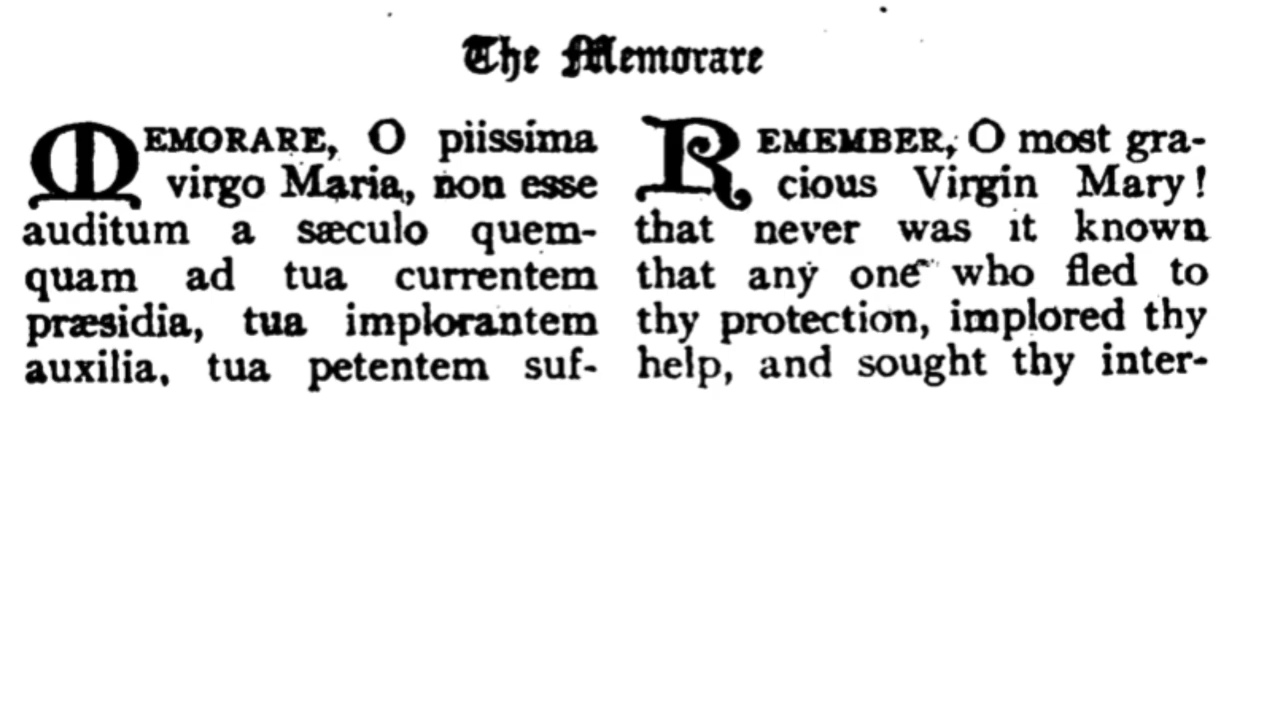 The Memorare
MEMORARE, O piissima
virgo Maria, non esse
auditum a sæculo quem-
quam ad tua currentem
præsidia, tua implorantem
auxilia, tua petentem suf-
REMEMBER, O most gra-
cious Virgin Mary!
that never was it known
that any one who fled to
thy protection, implored thy
help, and sought thy inter-